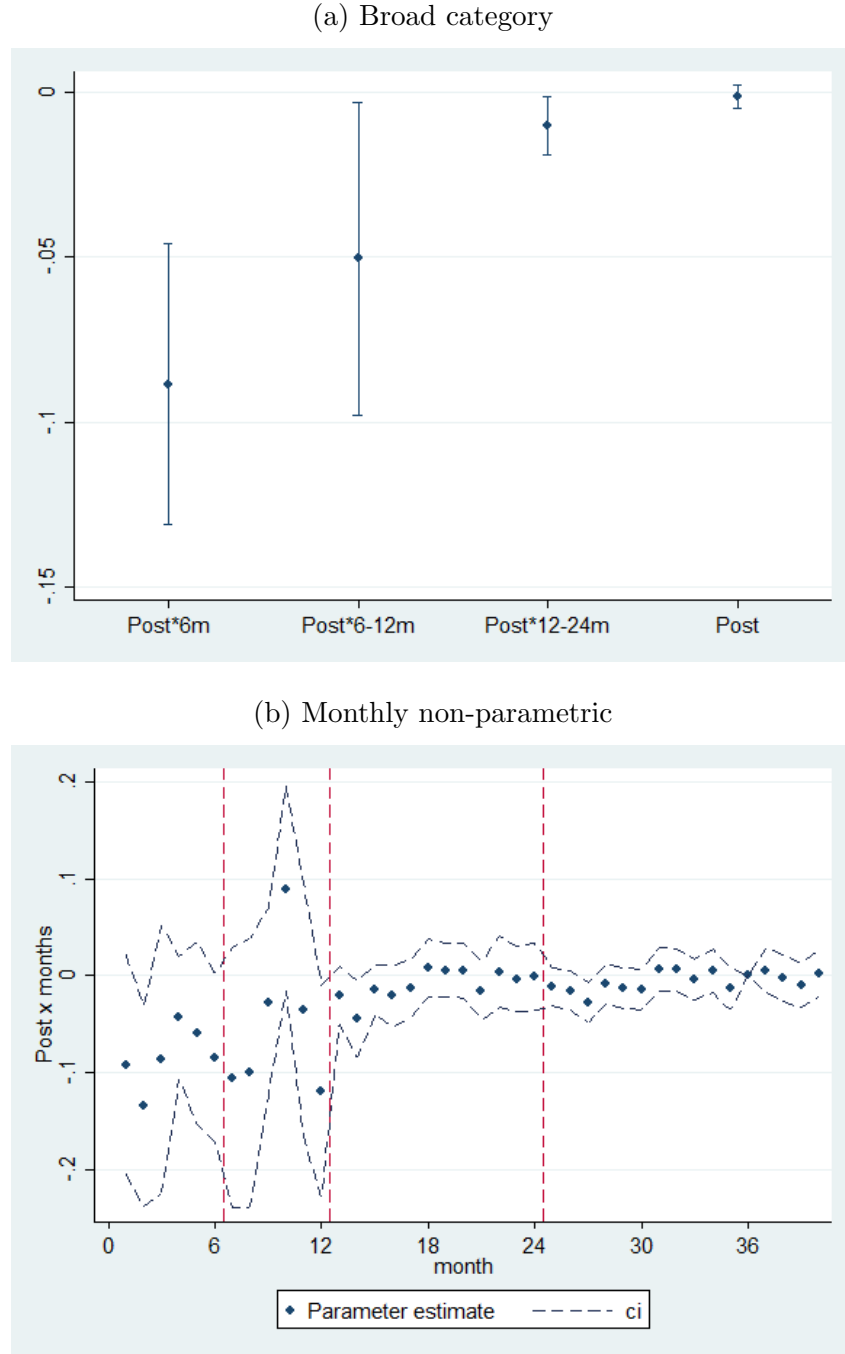 (a) Broad category
0
-.05
-.1
-.15
Post*6m Post*6-12m Post*12-24m Post
(b) Monthly non-parametric
.2
.1
0
-.1
-.2
Post x months
0 6 12 18 24 30 36
month
Parameter estimate ci